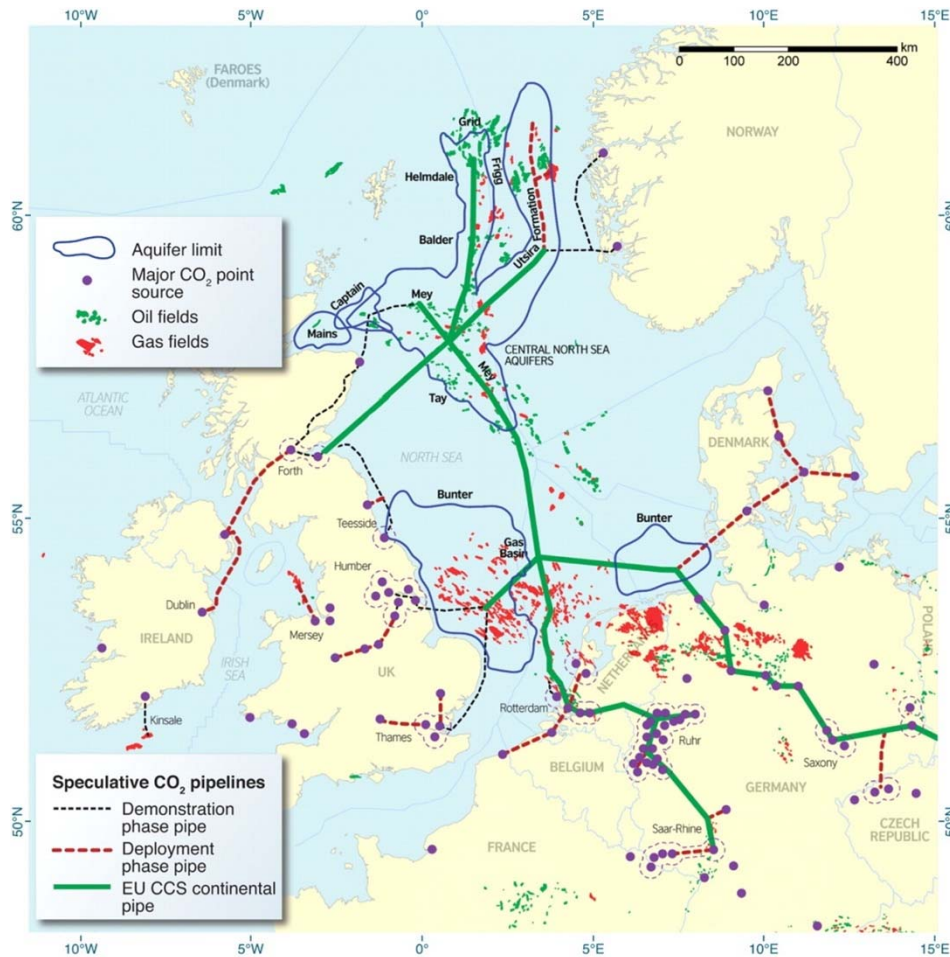 10°W
5°W
0°
5°E
10°E
15°E
km
0 100 200 400
FAROES
(Denmark)
NORWAY
Grid
Helmdale
Frigg
Formation
60°N
60°N
Balder
Utsira
Aquifer limit
Major CO₂ point
source
Oil fields
Gas fields
Captain
Mey
Mains
CENTRAL NORTH SEA
AQUIFERS
Mey
Tay
ATLANTIC
OCEAN
DENMARK
NORTH SEA
Forth
Bunter
Bunter
55°N
55°N
Teesside
Gas
Basin
Humber
Dublin
Mersey
IRELAND
IRISH
SEA
UK
NETHERLANDS
POLAND
Rotterdam
Kinsale
Thames
Ruhr
Saxony
BELGIUM
GERMANY
Speculative CO₂ pipelines
Demonstration
phase pipe
Deployment
phase pipe
EU CCS continental
pipe
50°N
50°N
Saar-Rhine
FRANCE
CZECH
REPUBLIC
10°W
5°W
0°
5°E
10°E
15°E